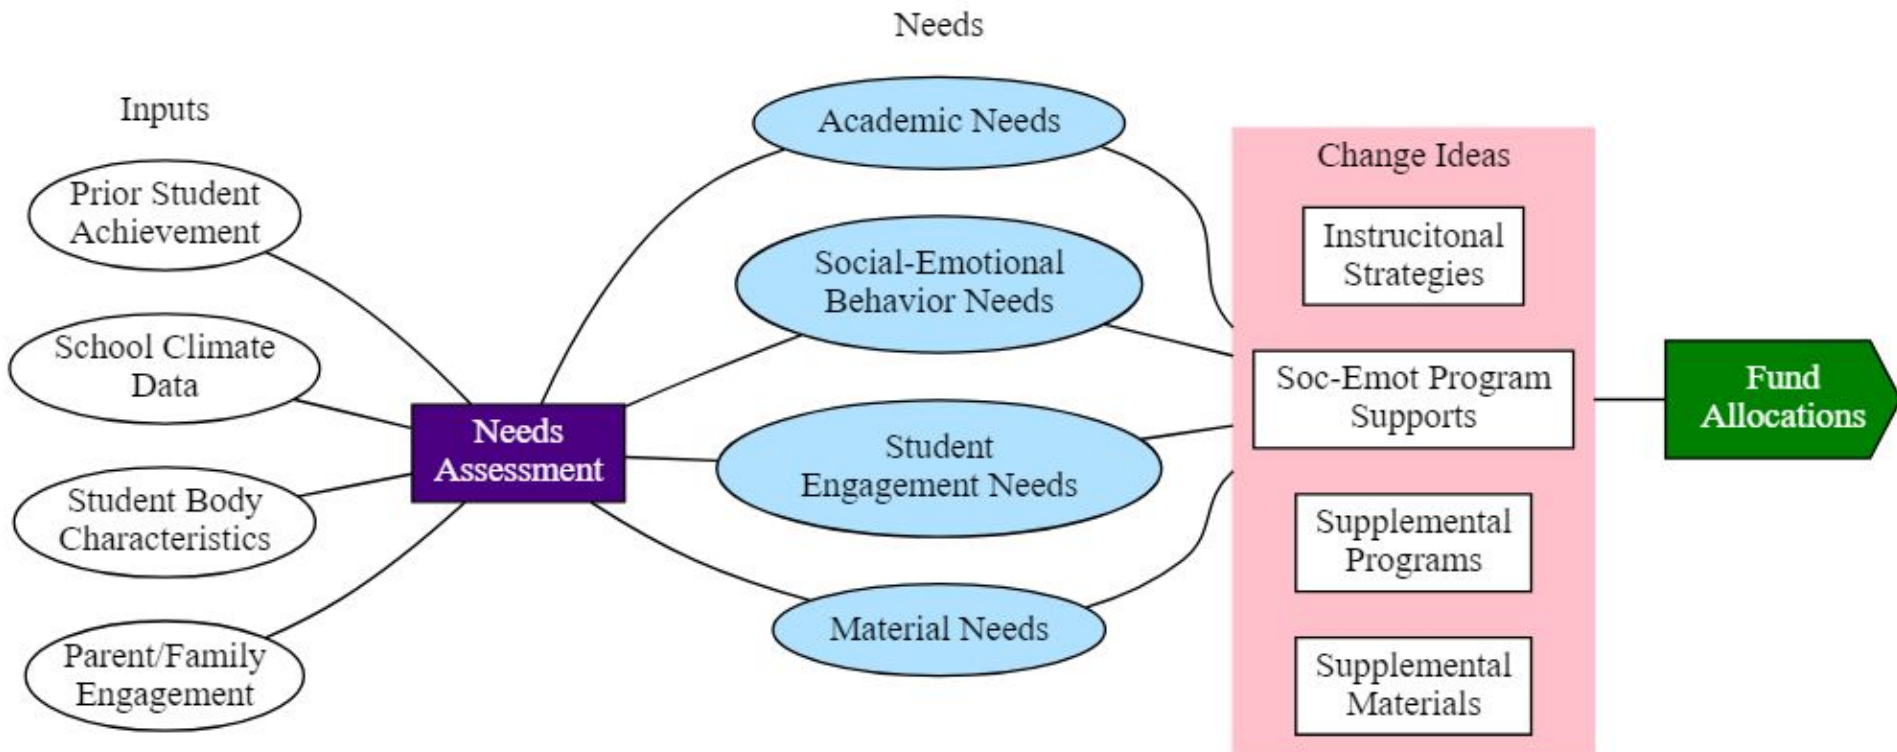 Inputs
Prior Student
Achievement
School Climate
Data
Student Body
Characteristics
Parent/Family
Engagement
Needs
Assessment
Needs
Academic Needs
Social-Emotional
Behavior Needs
Student
Engagement Needs
Material Needs
Change Ideas
Instrucitonal
Strategies
Soc-Emot Program
Supports
Supplemental
Programs
Supplemental
Materials
Fund
Allocations